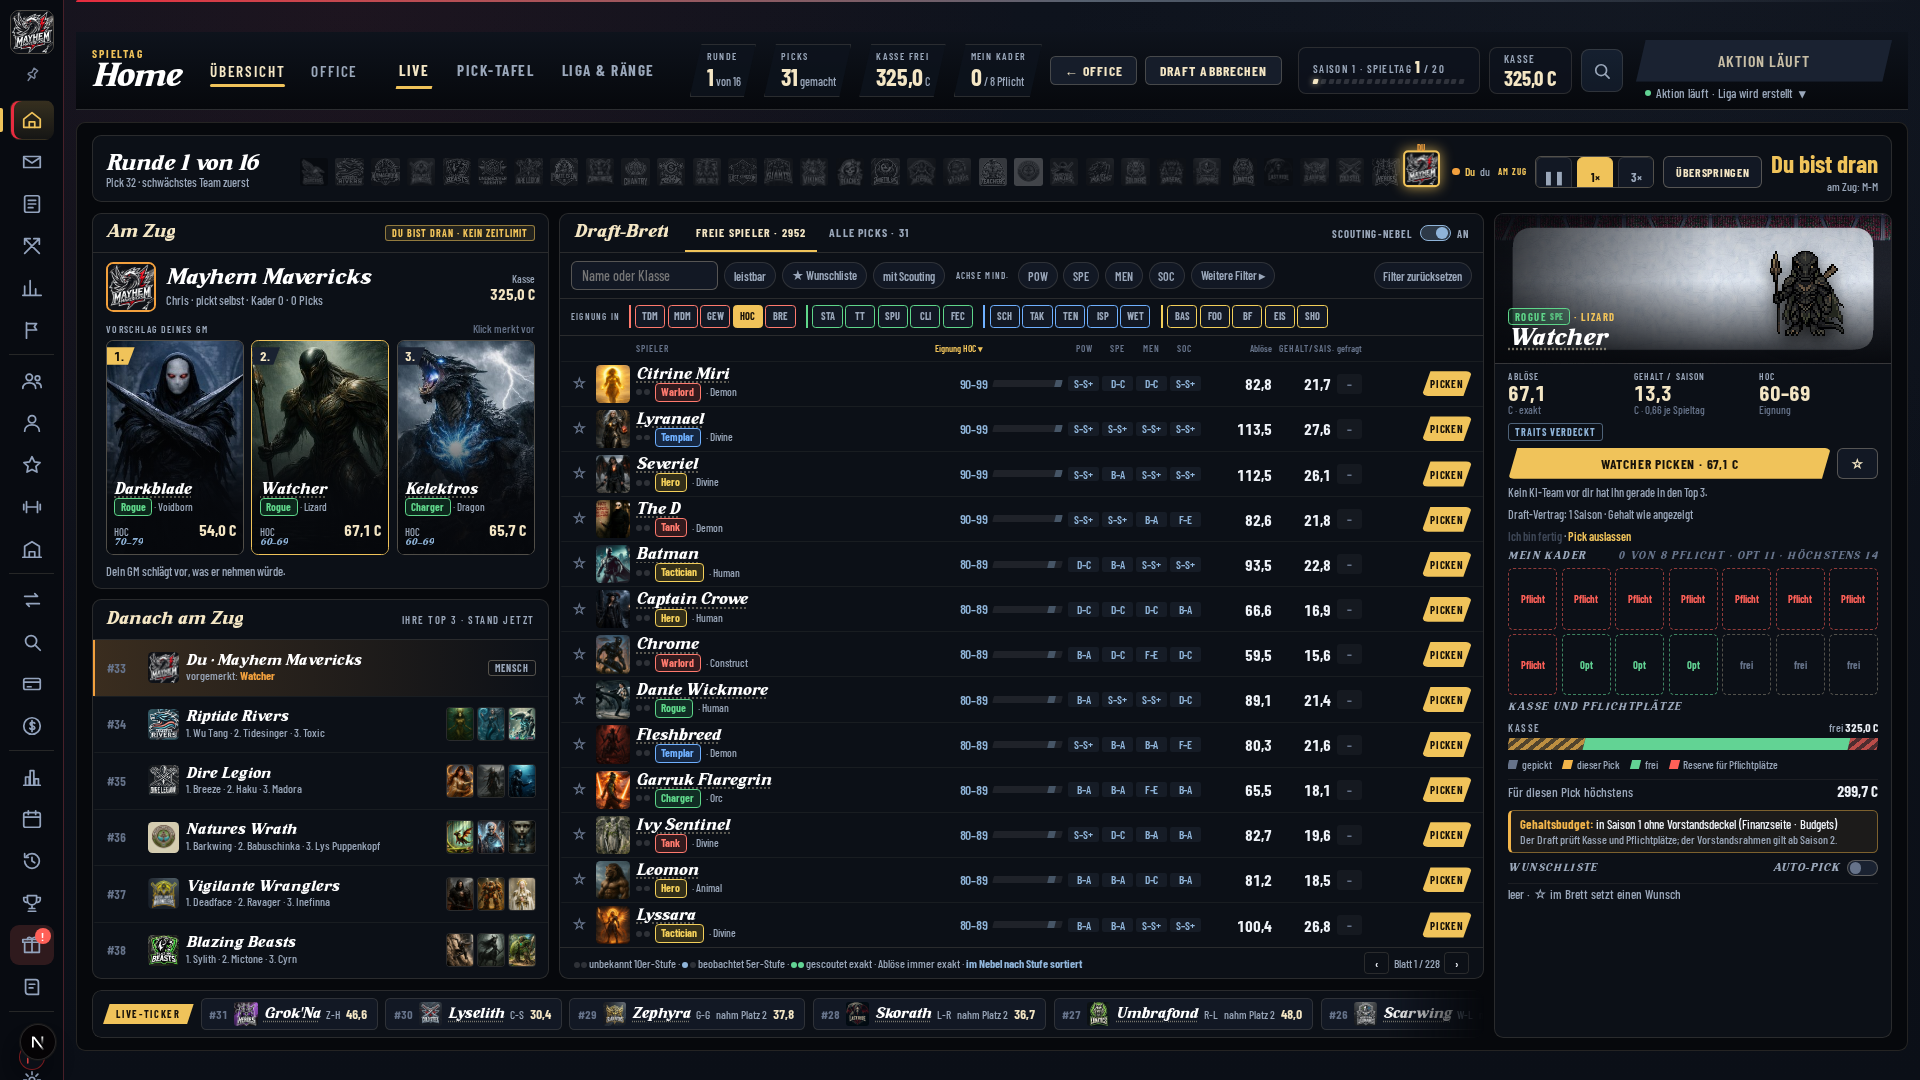 SPIELTAG
Home
ÜBERSICHT
OFFICE
LIVE
PICK-TAFEL
LIGA & RÄNGE
RUNDE
1 von 16
PICKS
31 gemacht
KASSE FREI
325,0 C
MEIN KADER
0 / 8 Pflicht
← OFFICE
DRAFT ABBRECHEN
SAISON 1 · SPIELTAG 1 / 20
KASSE
325,0 C
AKTION LÄUFT
Aktion läuft · Liga wird erstellt ▼
Runde 1 von 16
Pick 32 · schwächstes Team zuerst
DU
Du du AM ZUG
1×
3×
ÜBERSPRINGEN
Du bist dran
am Zug: M-M
Am Zug
DU BIST DRAN · KEIN ZEITLIMIT
Mayhem Mavericks
Chris · pickt selbst · Kader 0 · 0 Picks
Kasse
325,0 C
VORSCHLAG DEINES GM
Klick merkt vor
1.
Darkblade
Rogue · Voidborn
HOC
70–79
54,0 C
2.
Watcher
Rogue · Lizard
HOC
60–69
67,1 C
3.
Kelektros
Charger · Dragon
HOC
60–69
65,7 C
Dein GM schlägt vor, was er nehmen würde.
Danach am Zug
IHRE TOP 3 · STAND JETZT
#33
Du · Mayhem Mavericks
vorgemerkt: Watcher
MENSCH
#34
Riptide Rivers
1. Wu Tang · 2. Tidesinger · 3. Toxic
#35
Dire Legion
1. Breeze · 2. Haku · 3. Madora
#36
Natures Wrath
1. Barkwing · 2. Babuschinka · 3. Lys Puppenkopf
#37
Vigilante Wranglers
1. Deadface · 2. Ravager · 3. Inefinna
#38
Blazing Beasts
1. Sylith · 2. Mictone · 3. Cyrn
Draft-Brett
FREIE SPIELER · 2952
ALLE PICKS · 31
SCOUTING-NEBEL
AN
Name oder Klasse
leistbar
★ Wunschliste
mit Scouting
ACHSE MIND.
POW
SPE
MEN
SOC
Weitere Filter ▸
Filter zurücksetzen
EIGNUNG IN
TDM
MDM
GEW
HOC
BRE
STA
TT
SPU
CLI
FEC
SCH
TAK
TEN
ISP
WET
BAS
FOO
BF
EIS
SHO
SPIELER
Eignung HOC ▾
POW
SPE
MEN
SOC
Ablöse
GEHALT/SAIS.
gefragt
☆ Citrine Miri
Warlord · Demon
90–99 S–S+ D–C D–C S–S+ 82,8 21,7 – PICKEN
☆ Lyranael
Templar · Divine
90–99 S–S+ S–S+ S–S+ S–S+ 113,5 27,6 – PICKEN
☆ Severiel
Hero · Divine
90–99 S–S+ B–A S–S+ S–S+ 112,5 26,1 – PICKEN
☆ The D
Tank · Demon
90–99 S–S+ S–S+ B–A F–E 82,6 21,8 – PICKEN
☆ Batman
Tactician · Human
80–89 D–C B–A S–S+ S–S+ 93,5 22,8 – PICKEN
☆ Captain Crowe
Hero · Human
80–89 D–C D–C D–C B–A 66,6 16,9 – PICKEN
☆ Chrome
Warlord · Construct
80–89 B–A D–C F–E D–C 59,5 15,6 – PICKEN
☆ Dante Wickmore
Rogue · Human
80–89 B–A S–S+ S–S+ D–C 89,1 21,4 – PICKEN
☆ Fleshbreed
Templar · Demon
80–89 S–S+ B–A B–A F–E 80,3 21,6 – PICKEN
☆ Garruk Flaregrin
Charger · Orc
80–89 B–A B–A F–E B–A 65,5 18,1 – PICKEN
☆ Ivy Sentinel
Tank · Divine
80–89 S–S+ D–C B–A B–A 82,7 19,6 – PICKEN
☆ Leomon
Hero · Animal
80–89 B–A B–A D–C B–A 81,2 18,5 – PICKEN
☆ Lyssara
Tactician · Divine
80–89 B–A B–A S–S+ S–S+ 100,4 26,8 – PICKEN
unbekannt 10er-Stufe · beobachtet 5er-Stufe · gescoutet exakt · Ablöse immer exakt · im Nebel nach Stufe sortiert
‹ Blatt 1 / 228 ›
ROGUE SPE · LIZARD
Watcher
ABLÖSE
67,1
C · exakt
GEHALT / SAISON
13,3
C · 0,66 je Spieltag
HOC
60–69
Eignung
TRAITS VERDECKT
WATCHER PICKEN · 67,1 C
☆
Kein KI-Team vor dir hat ihn gerade in den Top 3.
Draft-Vertrag: 1 Saison · Gehalt wie angezeigt
Ich bin fertig · Pick auslassen
MEIN KADER
0 VON 8 PFLICHT · OPT 11 · HÖCHSTENS 14
Pflicht Pflicht Pflicht Pflicht Pflicht Pflicht Pflicht
Pflicht Opt Opt Opt frei frei frei
KASSE UND PFLICHTPLÄTZE
KASSE
frei 325,0 C
gepickt dieser Pick frei Reserve für Pflichtplätze
Für diesen Pick höchstens
299,7 C
Gehaltsbudget: in Saison 1 ohne Vorstandsdeckel (Finanzseite · Budgets)
Der Draft prüft Kasse und Pflichtplätze; der Vorstandsrahmen gilt ab Saison 2.
WUNSCHLISTE
AUTO-PICK
leer · ☆ im Brett setzt einen Wunsch
LIVE-TICKER
#31 Grok'Na Z-H 46,6
#30 Lyselith C-S 30,4
#29 Zephyra G-G nahm Platz 2 37,8
#28 Skorath L-R nahm Platz 2 36,7
#27 Umbrafond R-L nahm Platz 2 48,0
#26 Scarwing